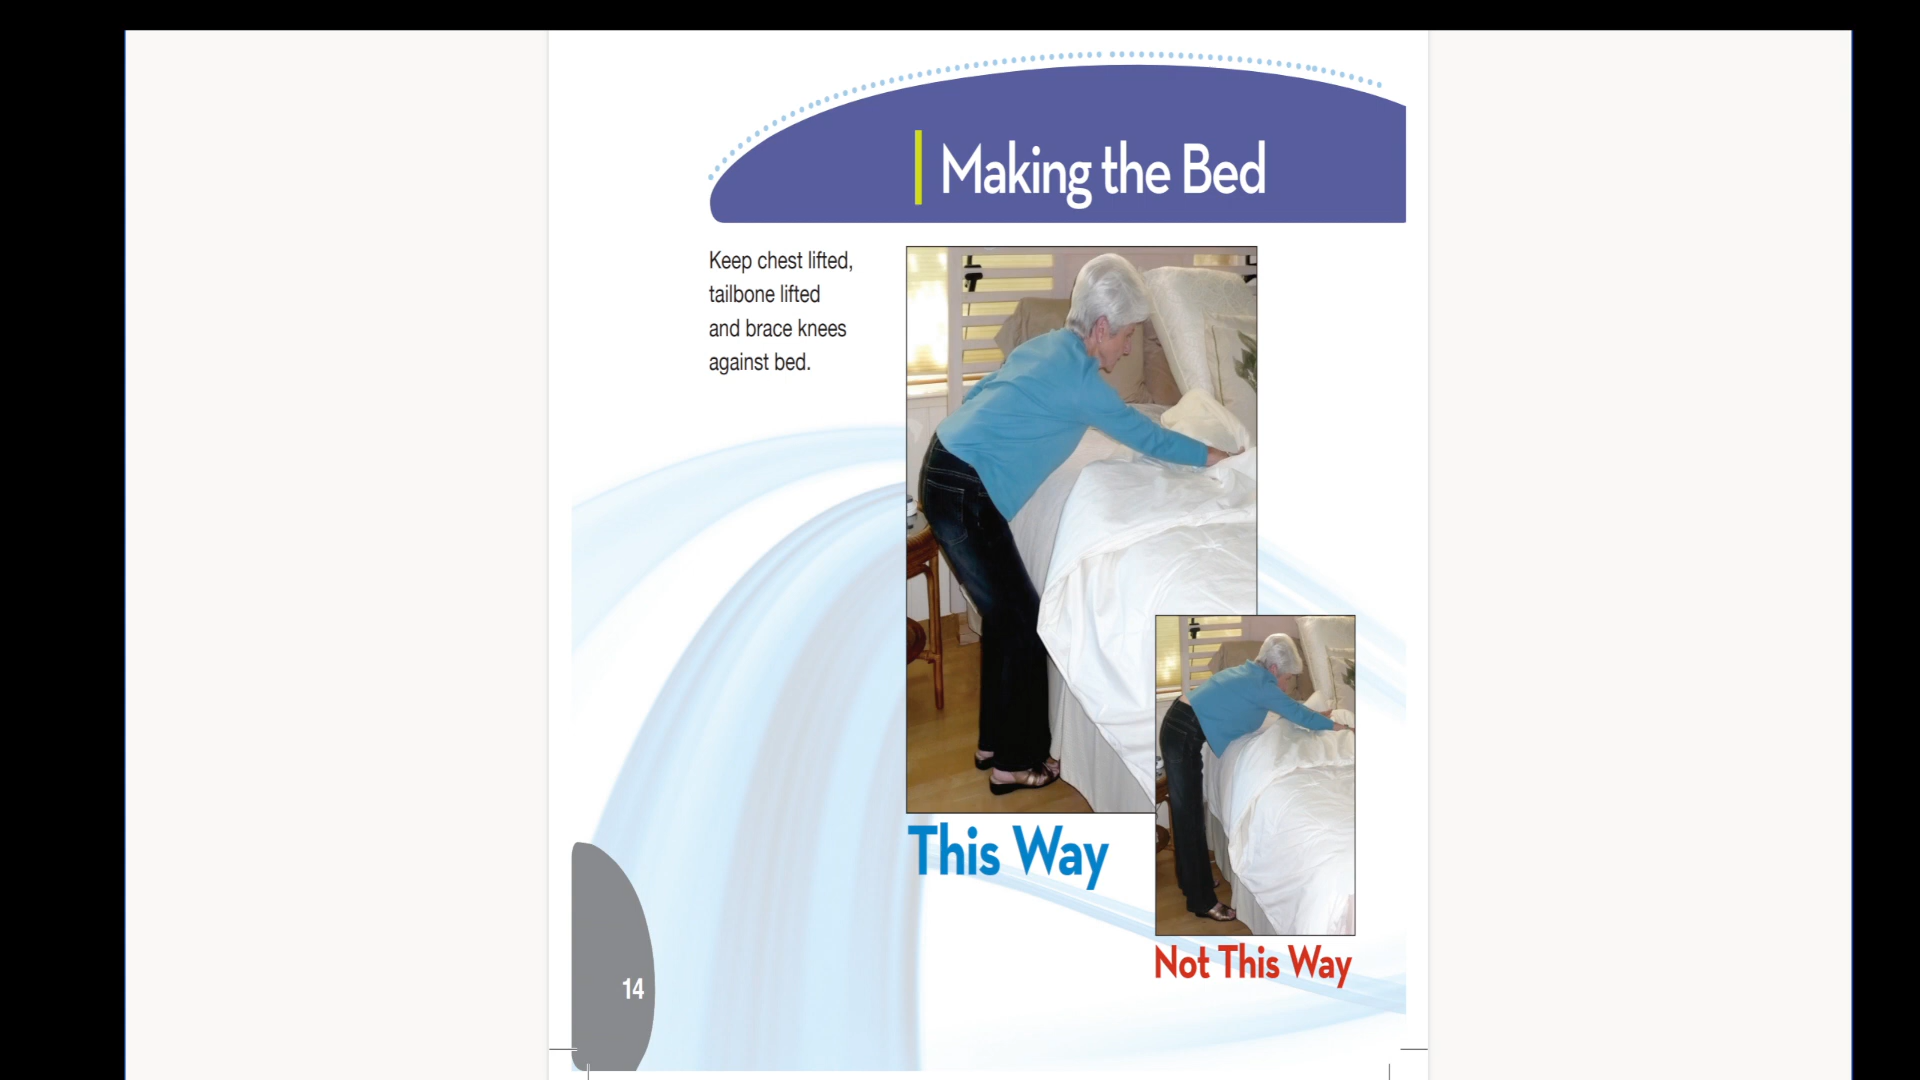 Making the Bed
Keep chest lifted,
tailbone lifted
and brace knees
against bed.
This Way
Not This Way
14